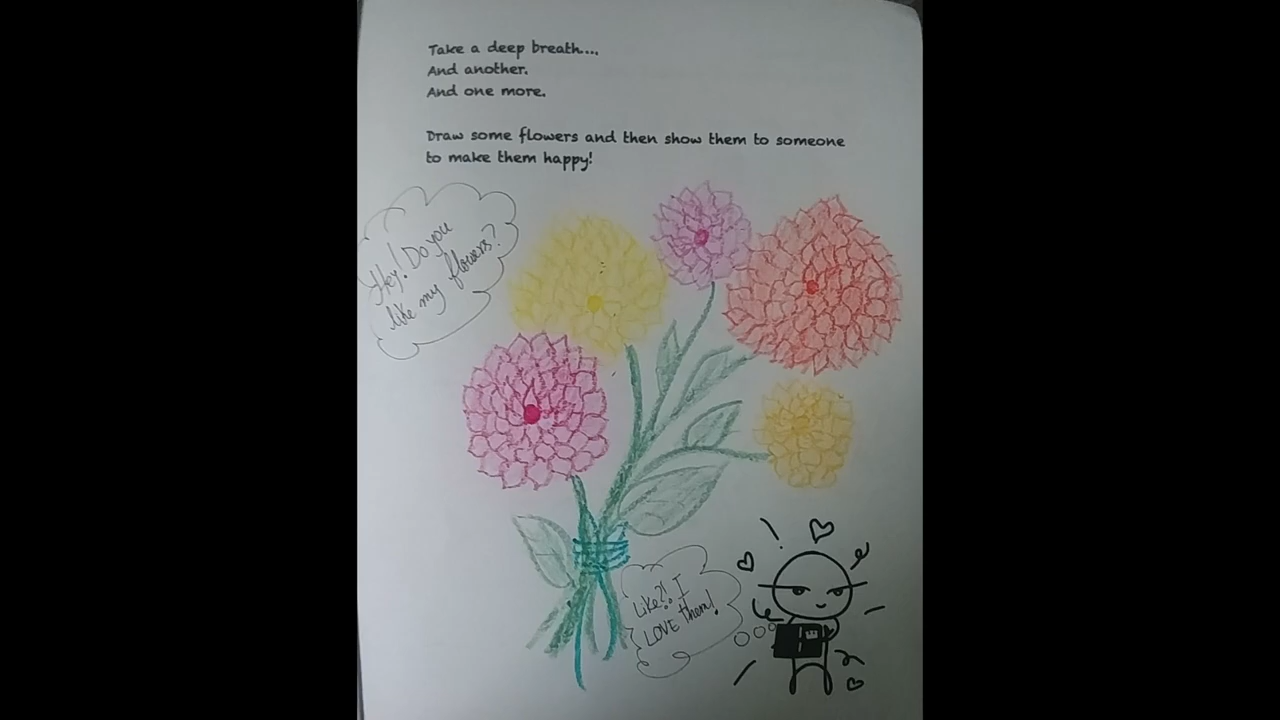 Take a deep breath....
And another.
And one more.
Draw some flowers and then show them to someone
to make them happy!
Hey! Do you
like my flowers?
Like?! I
LOVE them!